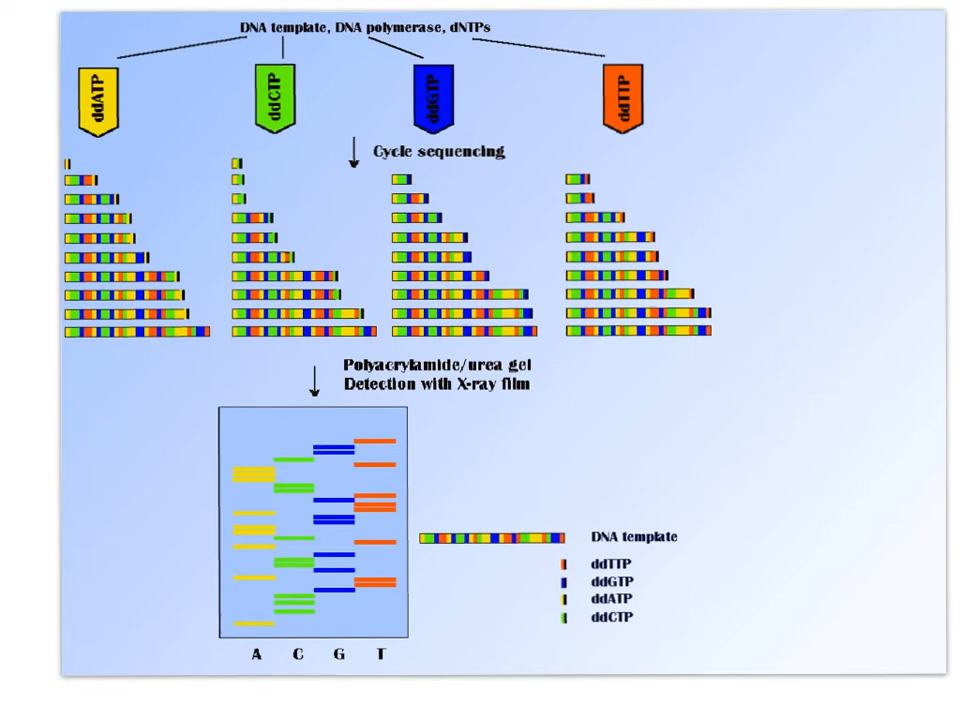 DNA template, DNA polymerase, dNTPs
ddATP
ddCTP
ddGTP
ddTTP
Cycle sequencing
Polyacrylamide/urea gel
Detection with X-ray film
DNA template
ddTTP
ddGTP
ddATP
ddCTP
A C G T